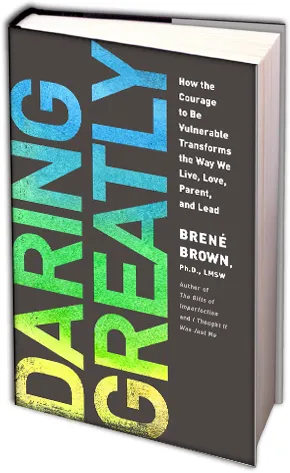 DARING
GREATLY
How the
Courage
to Be
Vulnerable
Transforms
the Way We
Live, Love,
Parent,
and Lead
BRENÉ
BROWN,
Ph.D., LMSW
Author of
The Gifts of
Imperfection
and I Thought It
Was Just Me